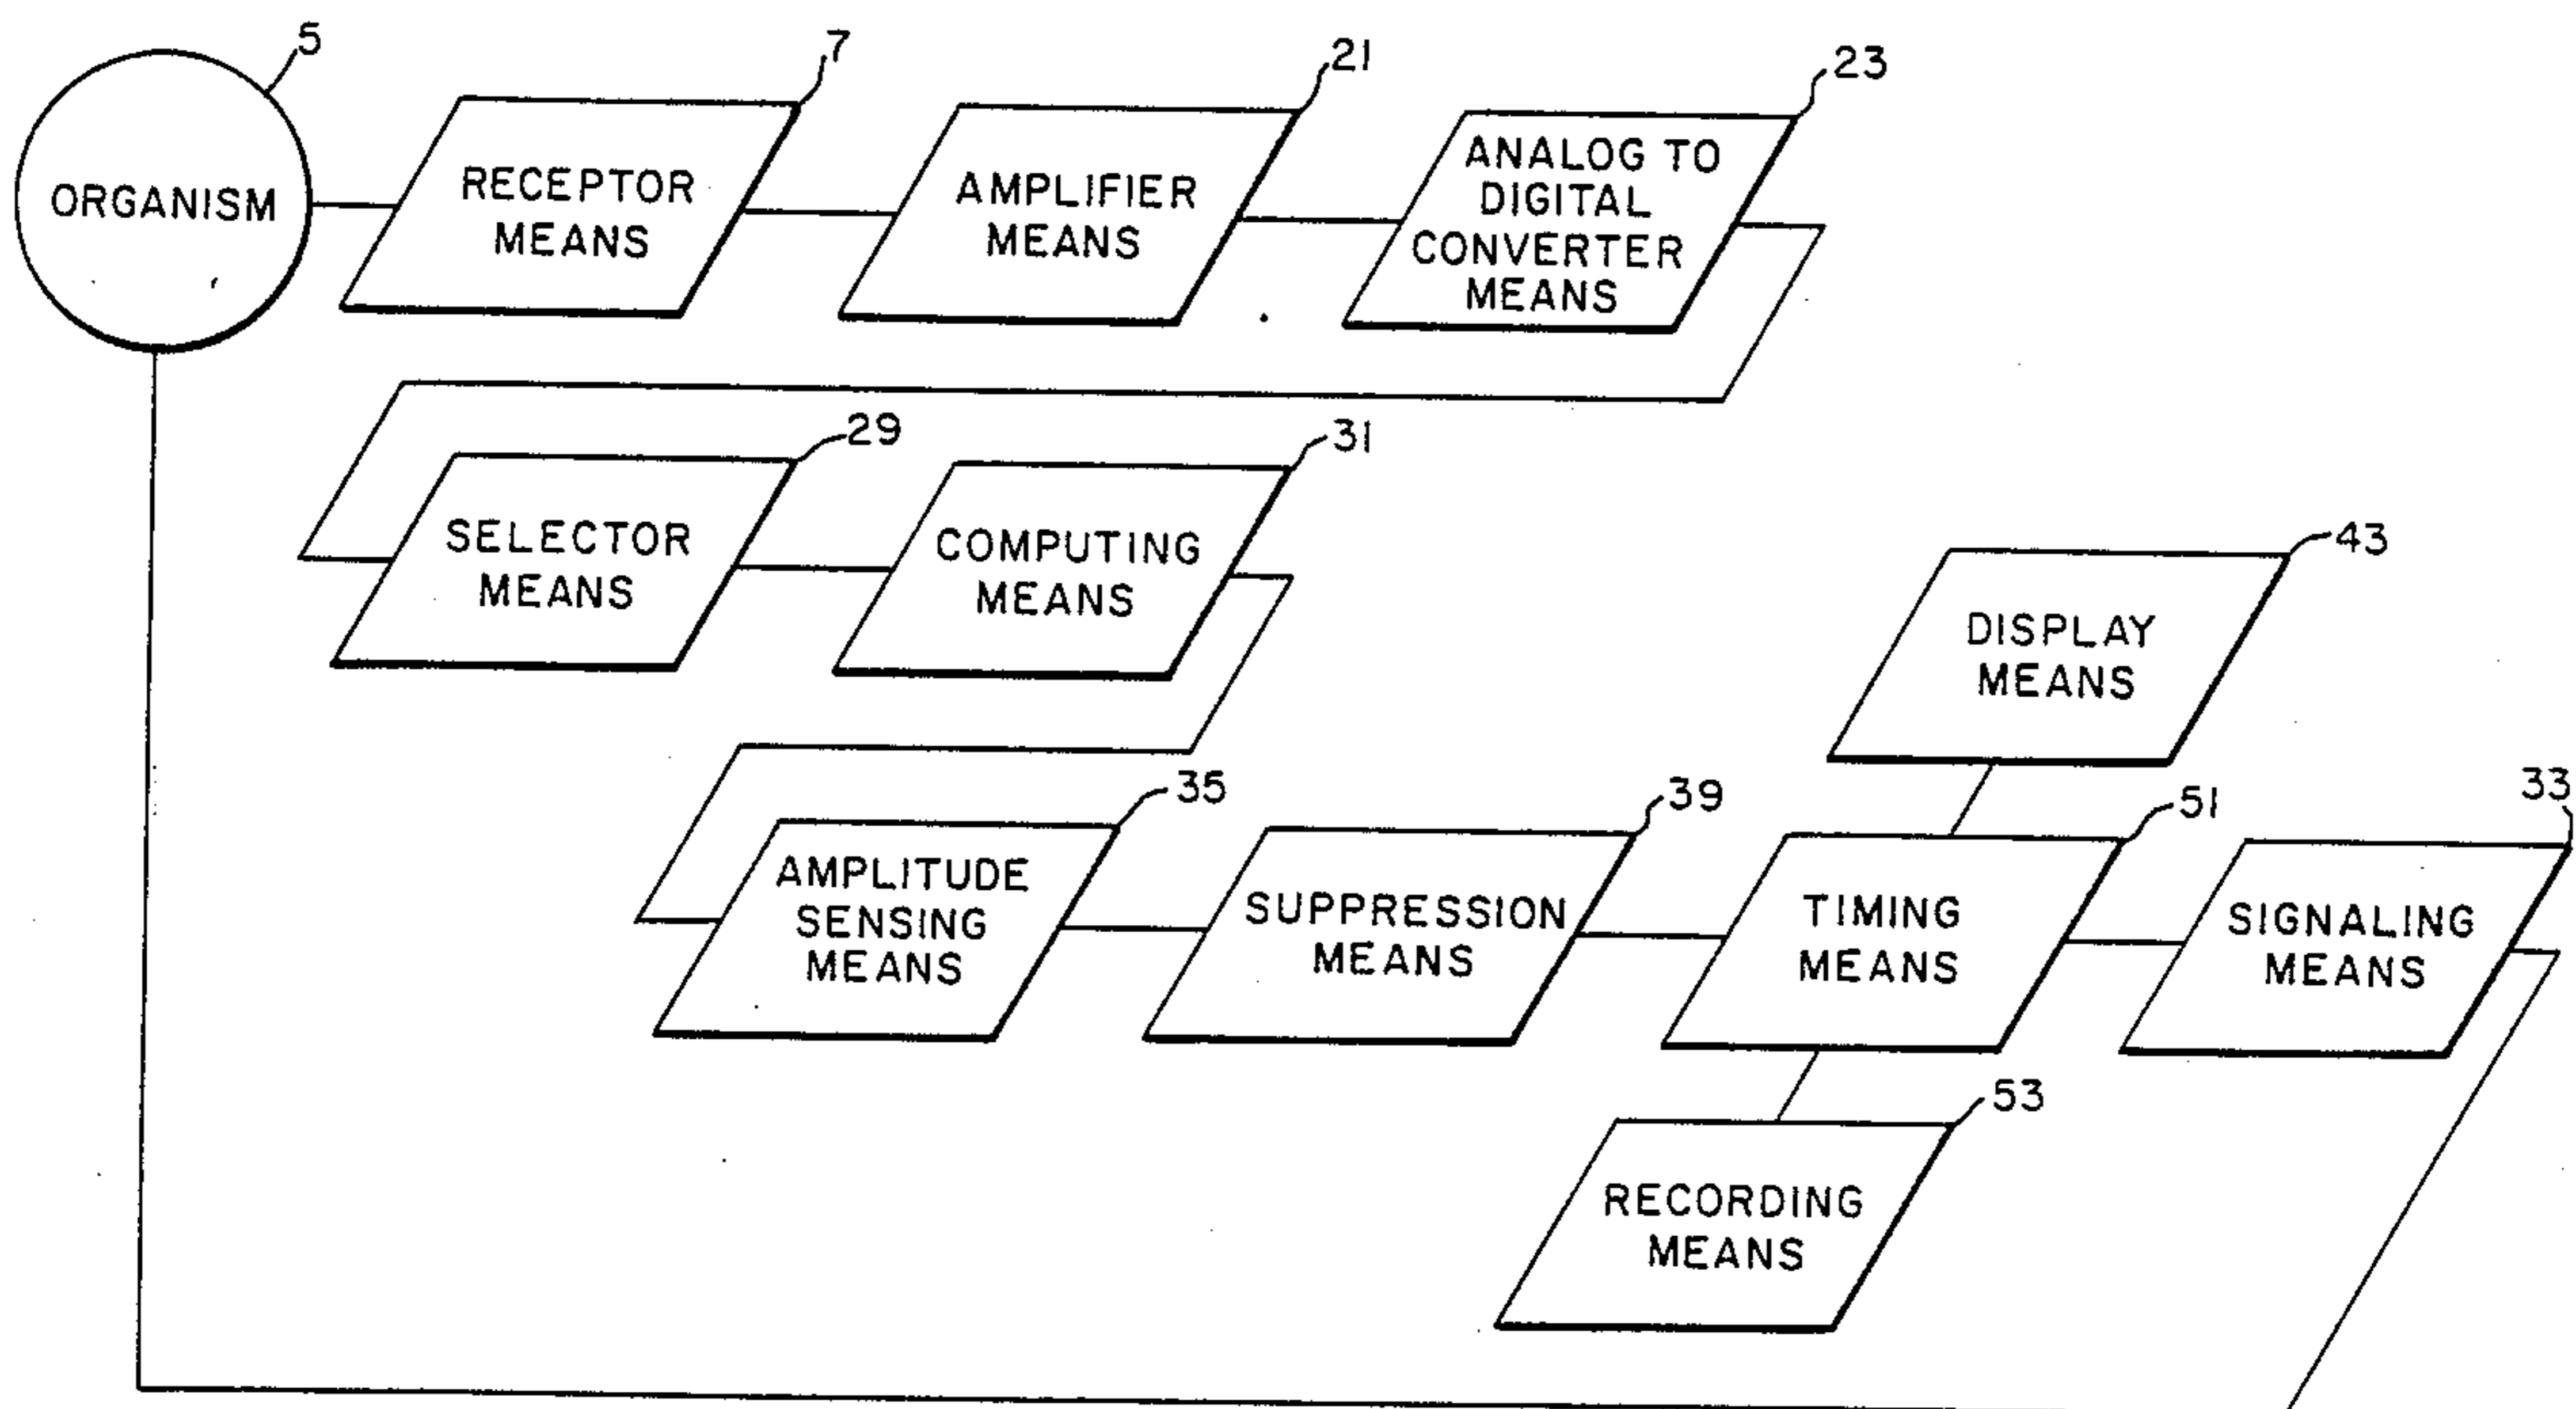 5
7
21
23
ORGANISM
RECEPTOR
MEANS
AMPLIFIER
MEANS
ANALOG TO
DIGITAL
CONVERTER
MEANS
29
31
SELECTOR
MEANS
COMPUTING
MEANS
43
DISPLAY
MEANS
35
39
51
33
AMPLITUDE
SENSING
MEANS
SUPPRESSION
MEANS
TIMING
MEANS
SIGNALING
MEANS
53
RECORDING
MEANS